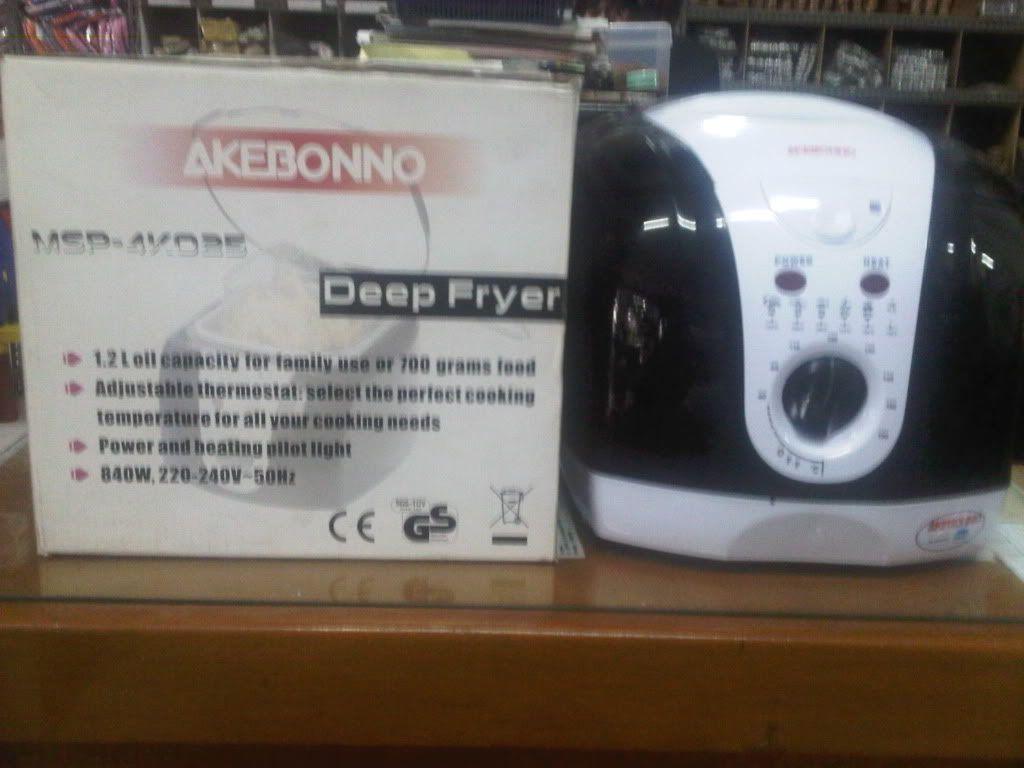 AKEBONNO
MSP-4K025
Deep Fryer
1.2 L oil capacity for family use or 700 grams food
Adjustable thermostat: select the perfect cooking
temperature for all your cooking needs
Power and heating pilot light
840W, 220-240V~50Hz
CE
GS
AKEBONNO
POWER
HEAT